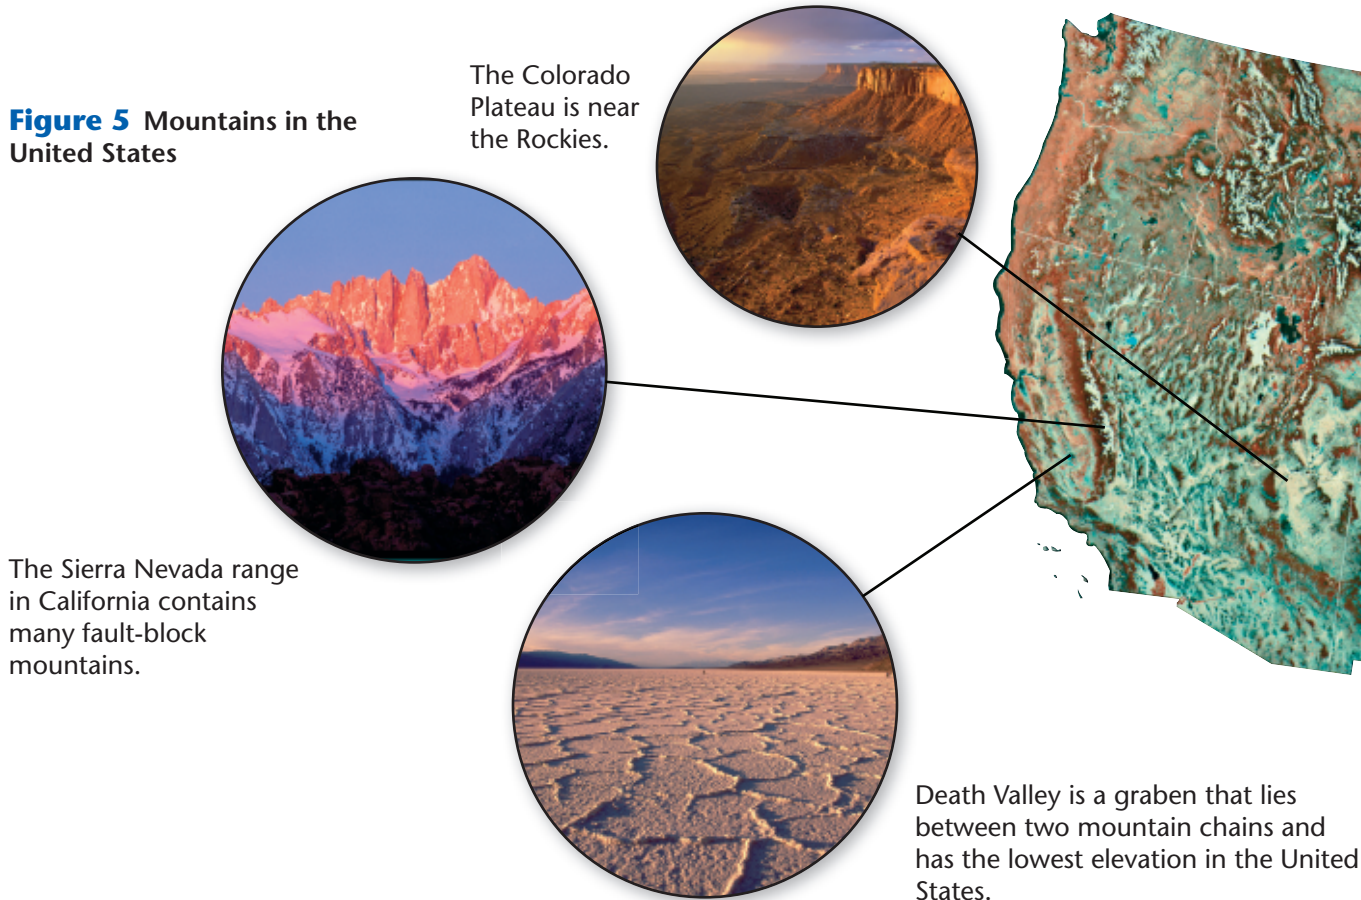 Figure 5 Mountains in the
United States
The Colorado
Plateau is near
the Rockies.
The Sierra Nevada range
in California contains
many fault-block
mountains.
Death Valley is a graben that lies
between two mountain chains and
has the lowest elevation in the United
States.